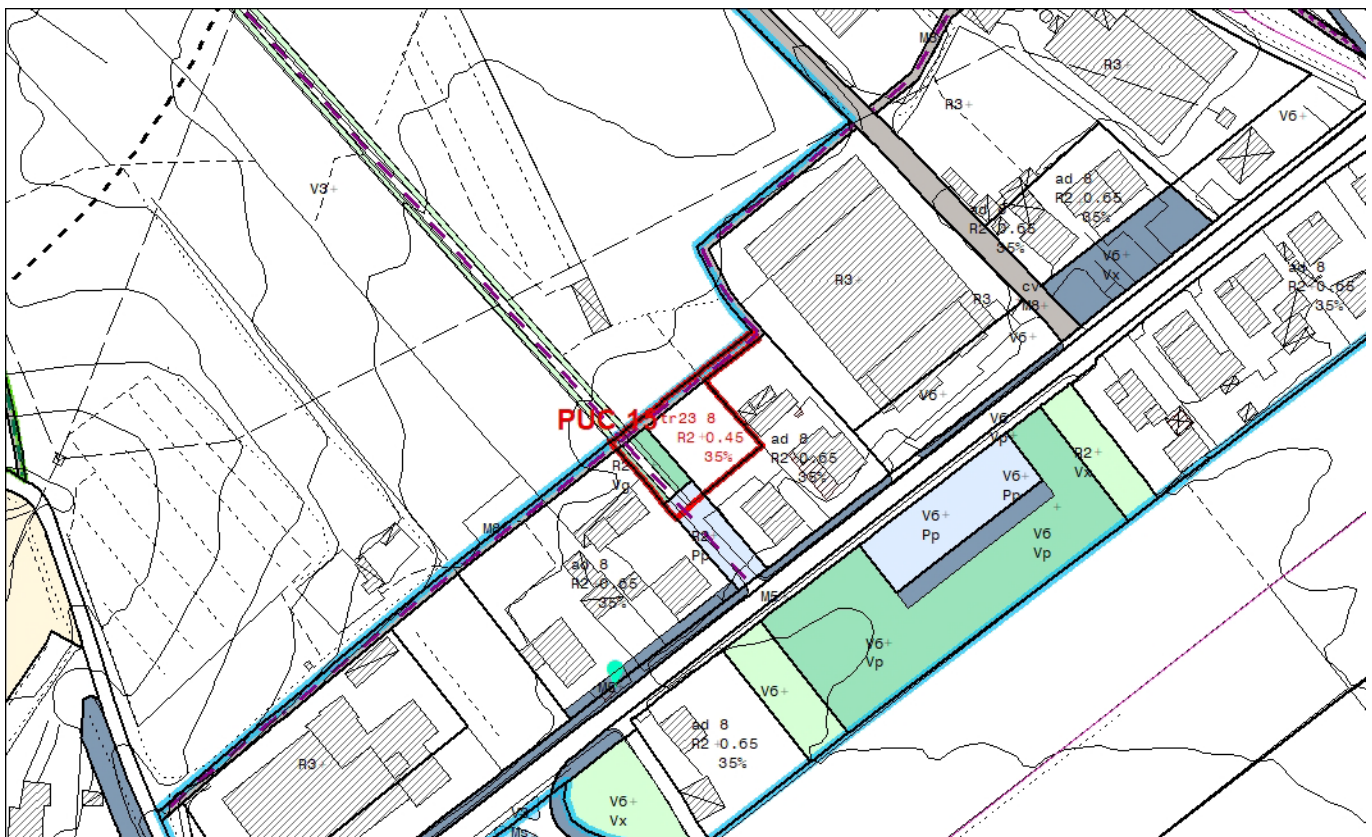 M6
R3+
R3+
V6+
ad 8
R2+0.65
35%
V3+
ad 8
R2+0.65
35%
V6+
Vx
ad 8
R2+0.65
35%
R3+
cv
M8+
R3
V6+
V6+
PUC 15
tr23 8
R2+0.45
35%
ad 8
R2+0.65
35%
V6
Vp+
R2+
Vx
R2
Vg
V6+
Pp
V6+
Pp
M6
R2+
Pp
V6
Vp
ad 8
R2+0.65
35%
M5
V6+
Vp
V6+
M8
ad 8
R2+0.65
35%
R3+
V6+
Vx